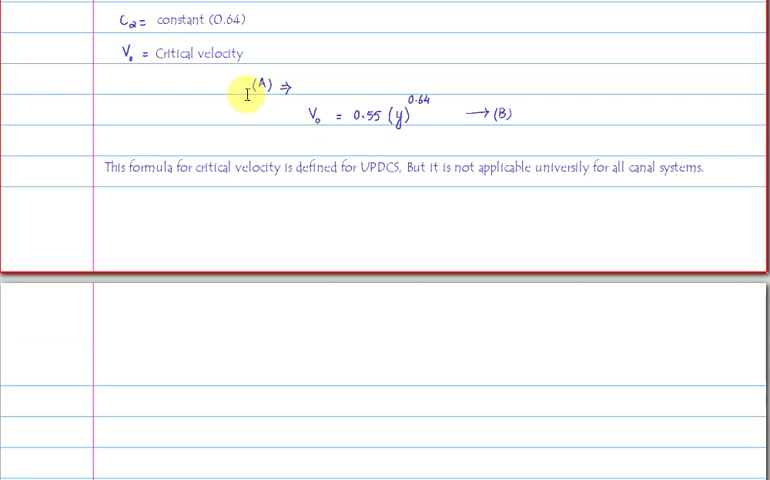 C₂ = constant (0.64)
V₀ = Critical velocity
(A) ⇒
V₀ = 0.55 (y)^0.64 → (B)
This formula for critical velocity is defined for UPDCS, But it is not applicable universily for all canal systems.